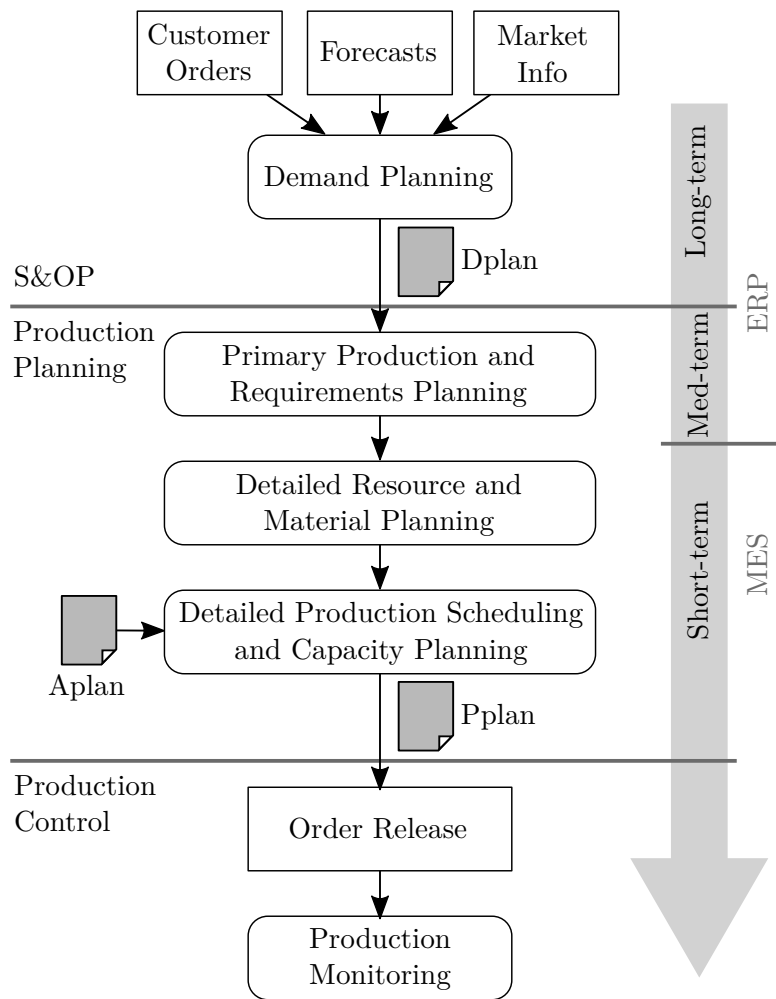 Customer
Orders
Forecasts
Market
Info
Demand Planning
Long-term
Dplan
S&OP
ERP
Production
Planning
Primary Production and
Requirements Planning
Med-term
Detailed Resource and
Material Planning
Short-term
MES
Detailed Production Scheduling
and Capacity Planning
Aplan
Pplan
Production
Control
Order Release
Production
Monitoring